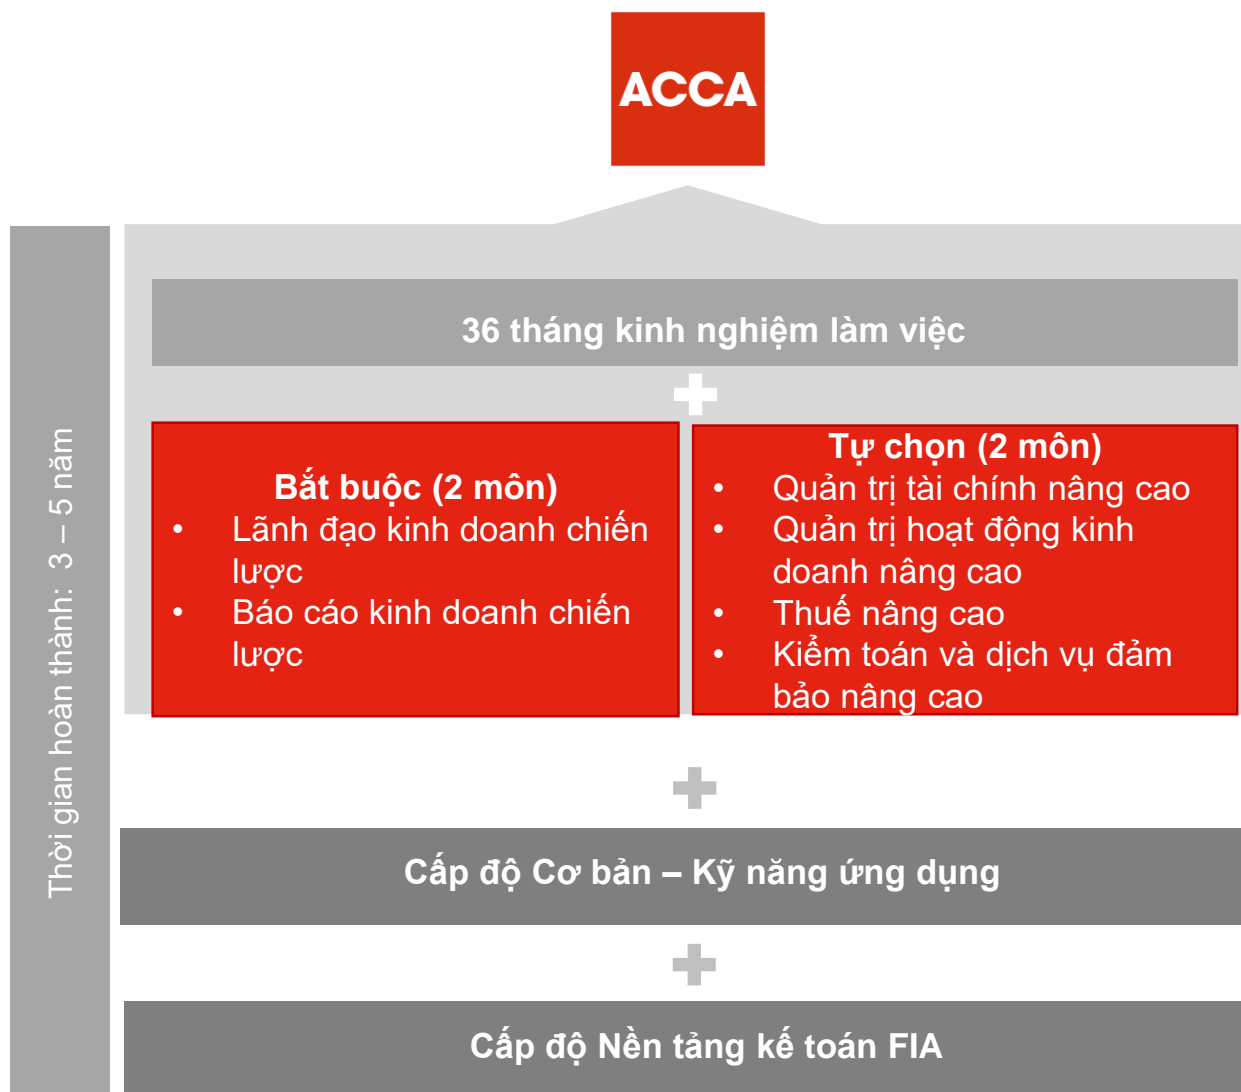 ACCA
Thời gian hoàn thành: 3 – 5 năm
36 tháng kinh nghiệm làm việc
Bắt buộc (2 môn)
• Lãnh đạo kinh doanh chiến
lược
• Báo cáo kinh doanh chiến
lược
Tự chọn (2 môn)
• Quản trị tài chính nâng cao
• Quản trị hoạt động kinh
doanh nâng cao
• Thuế nâng cao
• Kiểm toán và dịch vụ đảm
bảo nâng cao
Cấp độ Cơ bản – Kỹ năng ứng dụng
Cấp độ Nền tảng kế toán FIA